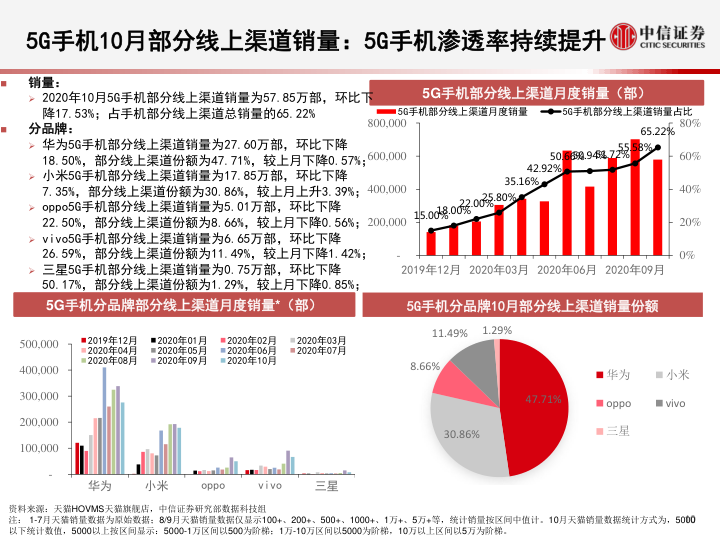 5G手机10月部分线上渠道销量：5G手机渗透率持续提升
中信证券
CITIC SECURITIES
销量：
2020年10月5G手机部分线上渠道销量为57.85万部，环比下
降17.53%；占手机部分线上渠道总销量的65.22%
分品牌：
华为5G手机部分线上渠道销量为27.60万部，环比下降
18.50%，部分线上渠道份额为47.71%，较上月下降0.57%；
小米5G手机部分线上渠道销量为17.85万部，环比下降
7.35%，部分线上渠道份额为30.86%，较上月上升3.39%；
oppo5G手机部分线上渠道销量为5.01万部，环比下降
22.50%，部分线上渠道份额为8.66%，较上月下降0.56%；
vivo5G手机部分线上渠道销量为6.65万部，环比下降
26.59%，部分线上渠道份额为11.49%，较上月下降1.42%；
三星5G手机部分线上渠道销量为0.75万部，环比下降
50.17%，部分线上渠道份额为1.29%，较上月下降0.85%；
5G手机部分线上渠道月度销量（部）
5G手机部分线上渠道月度销量 5G手机部分线上渠道销量占比
800,000
600,000
400,000
200,000
-
80%
60%
40%
20%
0%
15.00%
18.00%
22.00%
25.80%
35.16%
42.92%
50.68%
50.94%
51.72%
55.58%
65.22%
2019年12月 2020年03月 2020年06月 2020年09月
5G手机分品牌部分线上渠道月度销量*（部）
2019年12月 2020年01月 2020年02月 2020年03月
2020年04月 2020年05月 2020年06月 2020年07月
2020年08月 2020年09月 2020年10月
500,000
400,000
300,000
200,000
100,000
-
华为 小米 oppo vivo 三星
5G手机分品牌10月部分线上渠道销量份额
1.29%
11.49%
8.66%
47.71%
30.86%
华为 小米
oppo vivo
三星
资料来源：天猫HOVMS天猫旗舰店，中信证券研究部数据科技组
注： 1-7月天猫销量数据为原始数据；8/9月天猫销量数据仅显示100+、200+、500+、1000+、1万+、5万+等，统计销量按区间中值计。10月天猫销量数据统计方式为，5000
以下统计数值，5000以上按区间显示；5000-1万区间以500为阶梯；1万-10万区间以5000为阶梯，10万以上区间以5万为阶梯。
10